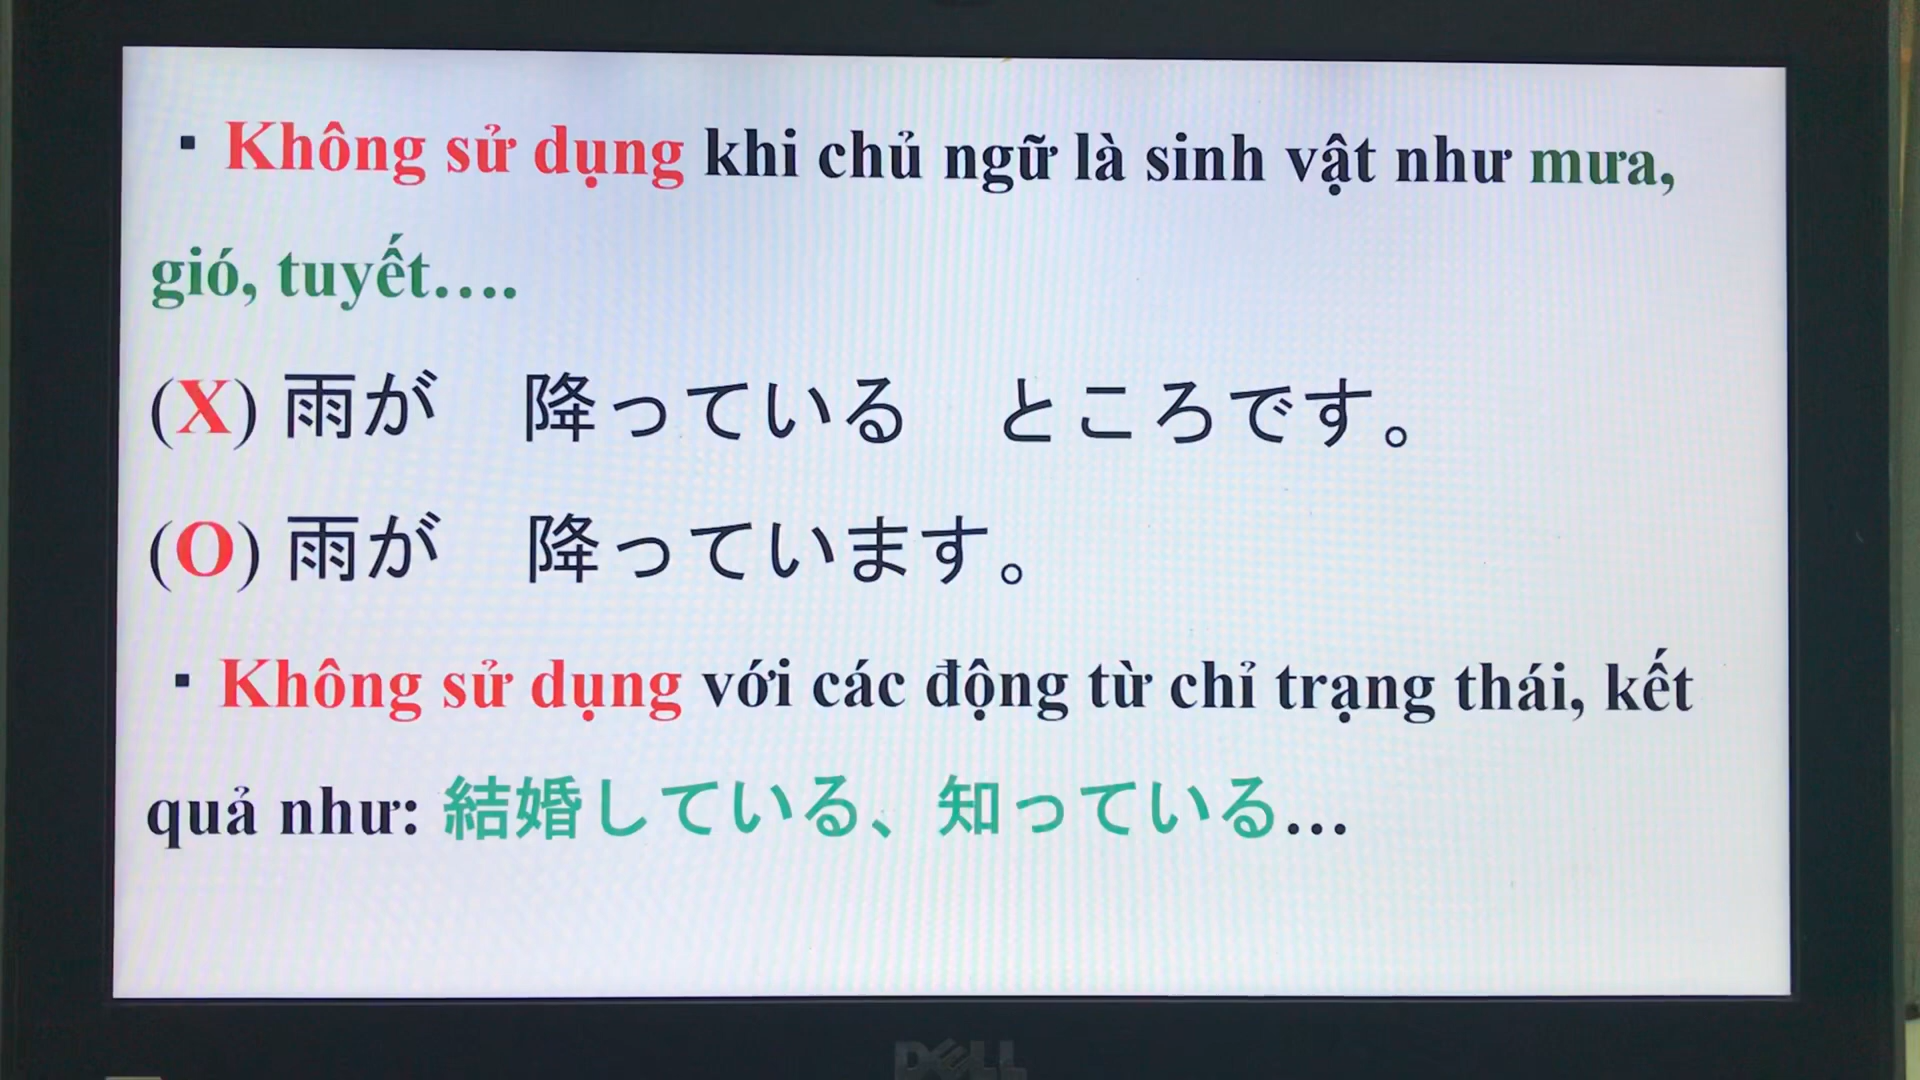 ▪ Không sử dụng khi chủ ngữ là sinh vật như mưa,
gió, tuyết….
(X) 雨が　降っている　ところです。
(O) 雨が　降っています。
▪ Không sử dụng với các động từ chỉ trạng thái, kết
quả như: 結婚している、知っている…
DELL